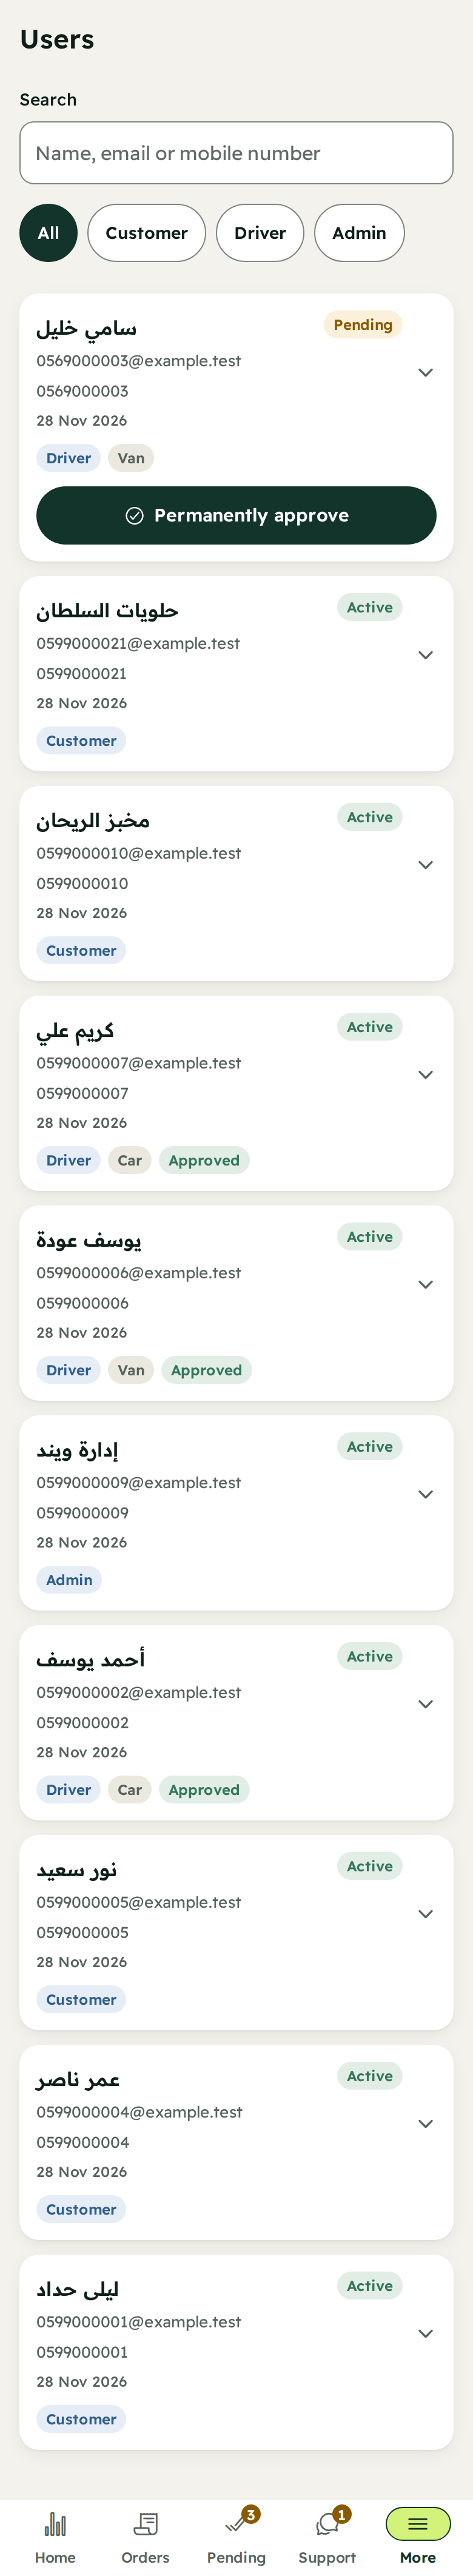 Users
Search
Name, email or mobile number
All Customer Driver Admin
سامي خليل Pending
0569000003@example.test
0569000003
28 Nov 2026
Driver Van
Permanently approve
حلويات السلطان Active
0599000021@example.test
0599000021
28 Nov 2026
Customer
مخبز الريحان Active
0599000010@example.test
0599000010
28 Nov 2026
Customer
كريم علي Active
0599000007@example.test
0599000007
28 Nov 2026
Driver Car Approved
يوسف عودة Active
0599000006@example.test
0599000006
28 Nov 2026
Driver Van Approved
إدارة ويند Active
0599000009@example.test
0599000009
28 Nov 2026
Admin
أحمد يوسف Active
0599000002@example.test
0599000002
28 Nov 2026
Driver Car Approved
نور سعيد Active
0599000005@example.test
0599000005
28 Nov 2026
Customer
عمر ناصر Active
0599000004@example.test
0599000004
28 Nov 2026
Customer
ليلى حداد Active
0599000001@example.test
0599000001
28 Nov 2026
Customer
3 1
Home Orders Pending Support More